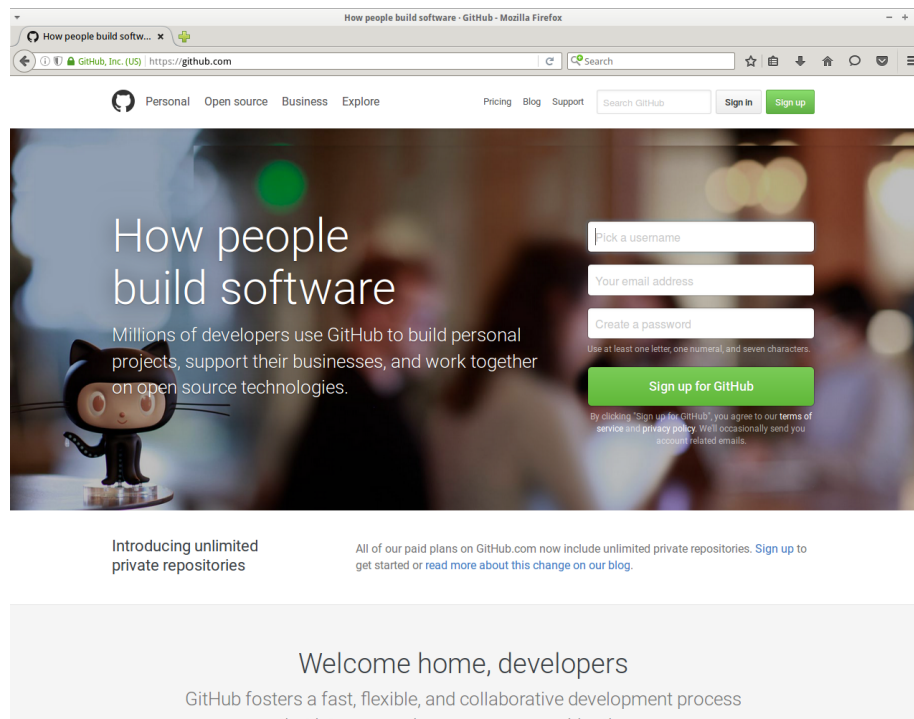 How people build software · GitHub - Mozilla Firefox
How people build softw...
GitHub, Inc. (US) https://github.com
Search
Personal Open source Business Explore
Pricing Blog Support Search GitHub Sign in Sign up
How people
build software
Millions of developers use GitHub to build personal
projects, support their businesses, and work together
on open source technologies.
Pick a username
Your email address
Create a password
Use at least one letter, one numeral, and seven characters.
Sign up for GitHub
By clicking "Sign up for GitHub", you agree to our terms of
service and privacy policy. We'll occasionally send you
account related emails.
Introducing unlimited
private repositories
All of our paid plans on GitHub.com now include unlimited private repositories. Sign up to
get started or read more about this change on our blog.
Welcome home, developers
GitHub fosters a fast, flexible, and collaborative development process